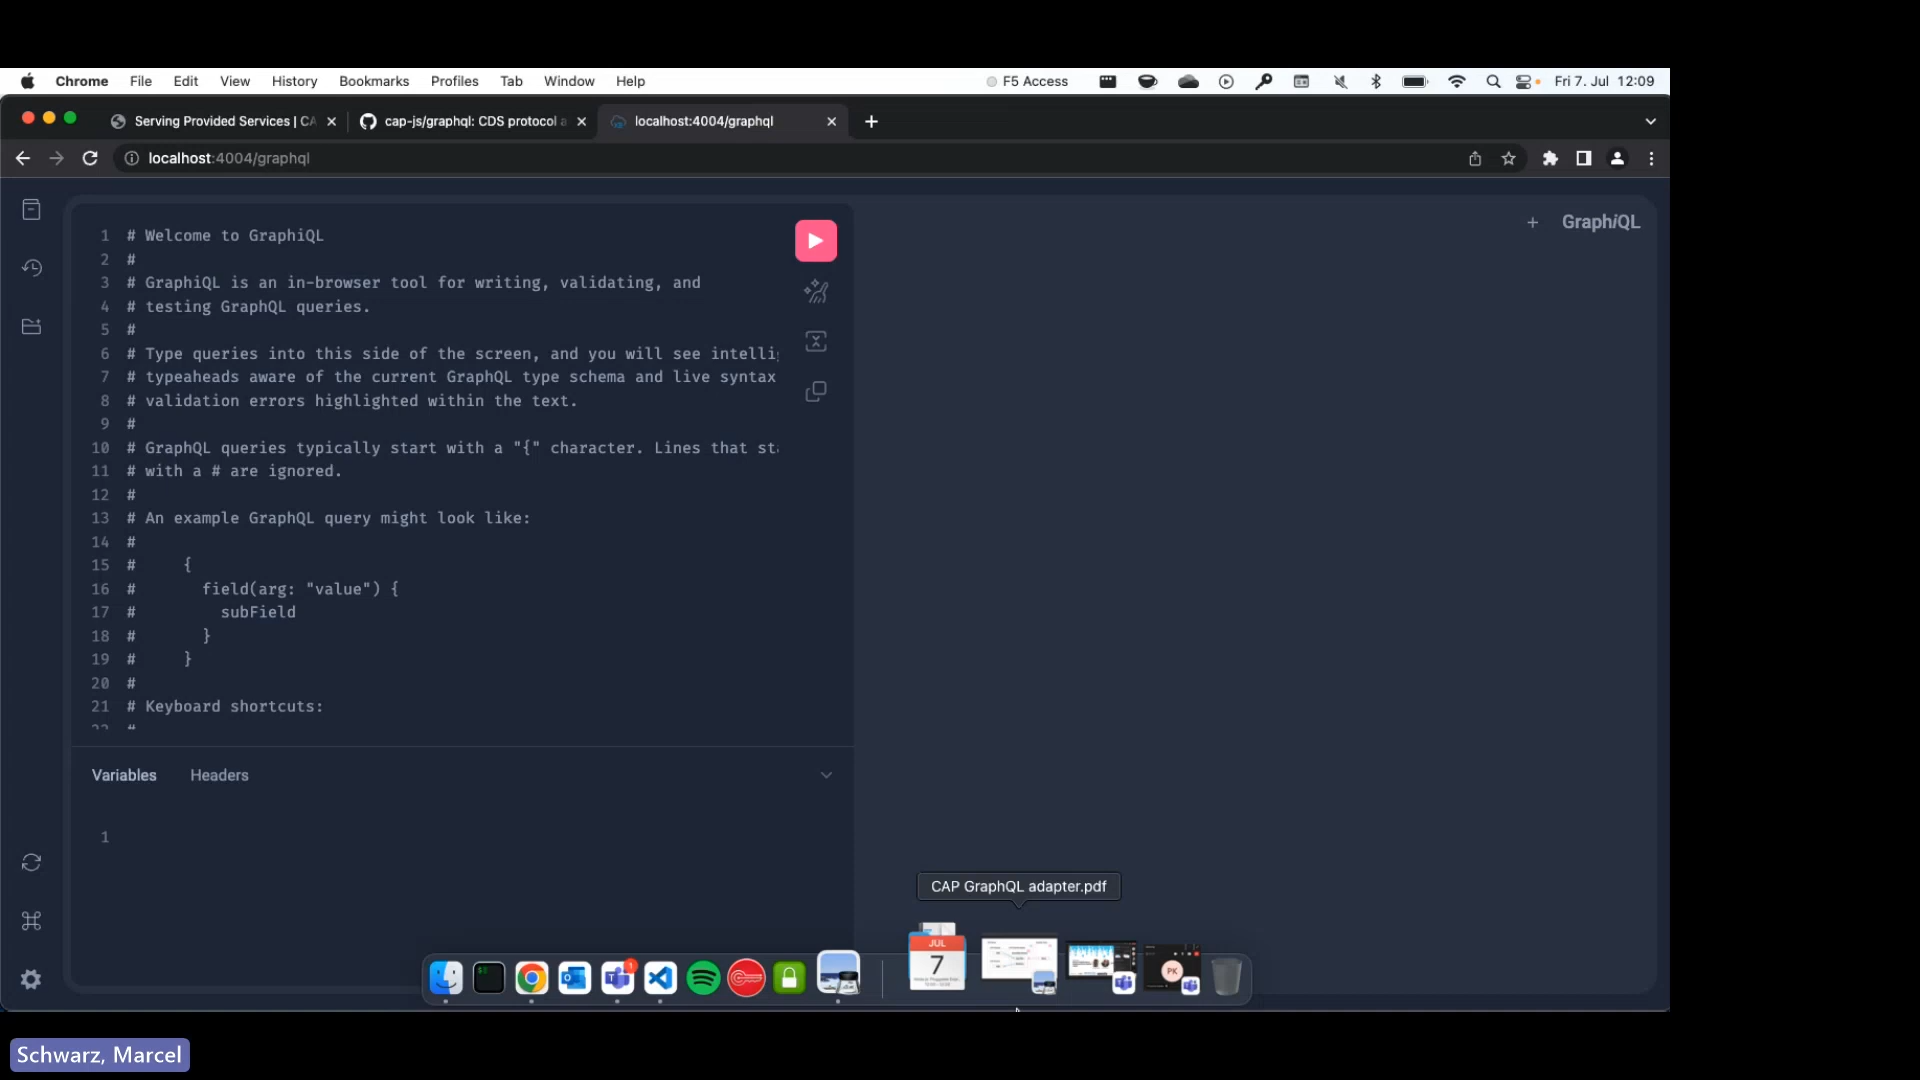 Chrome File Edit View History Bookmarks Profiles Tab Window Help F5 Access Fri 7. Jul 12:09
Serving Provided Services | CA cap-js/graphql: CDS protocol a localhost:4004/graphql
localhost:4004/graphql
GraphiQL
1 # Welcome to GraphiQL
2 #
3 # GraphiQL is an in-browser tool for writing, validating, and
4 # testing GraphQL queries.
5 #
6 # Type queries into this side of the screen, and you will see intelli
7 # typeaheads aware of the current GraphQL type schema and live syntax
8 # validation errors highlighted within the text.
9 #
10 # GraphQL queries typically start with a "{" character. Lines that sta
11 # with a # are ignored.
12 #
13 # An example GraphQL query might look like:
14 #
15 # {
16 # field(arg: "value") {
17 # subField
18 # }
19 # }
20 #
21 # Keyboard shortcuts:
Variables Headers
1
CAP GraphQL adapter.pdf
JUL
7
PK
1
Schwarz, Marcel